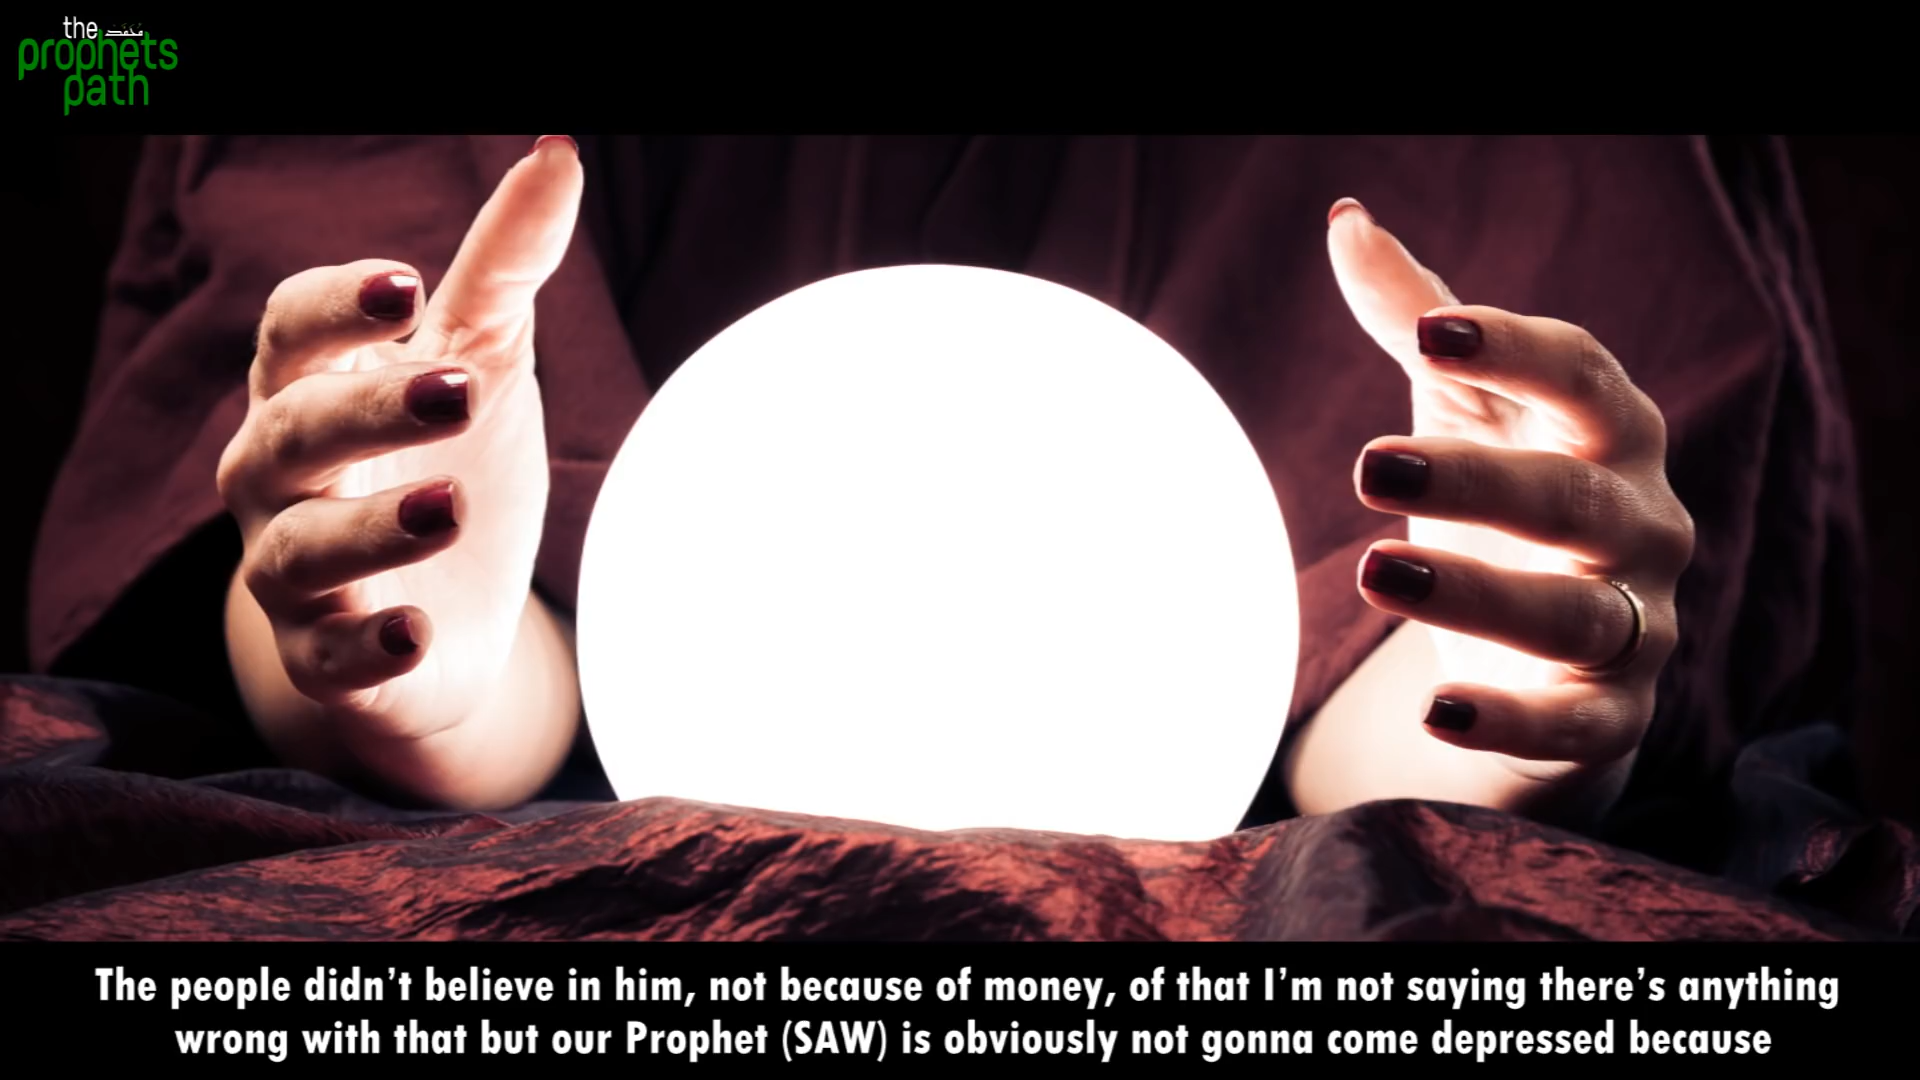 the
prophets
path
The people didn't believe in him, not because of money, of that I'm not saying there's anything
wrong with that but our Prophet (SAW) is obviously not gonna come depressed because